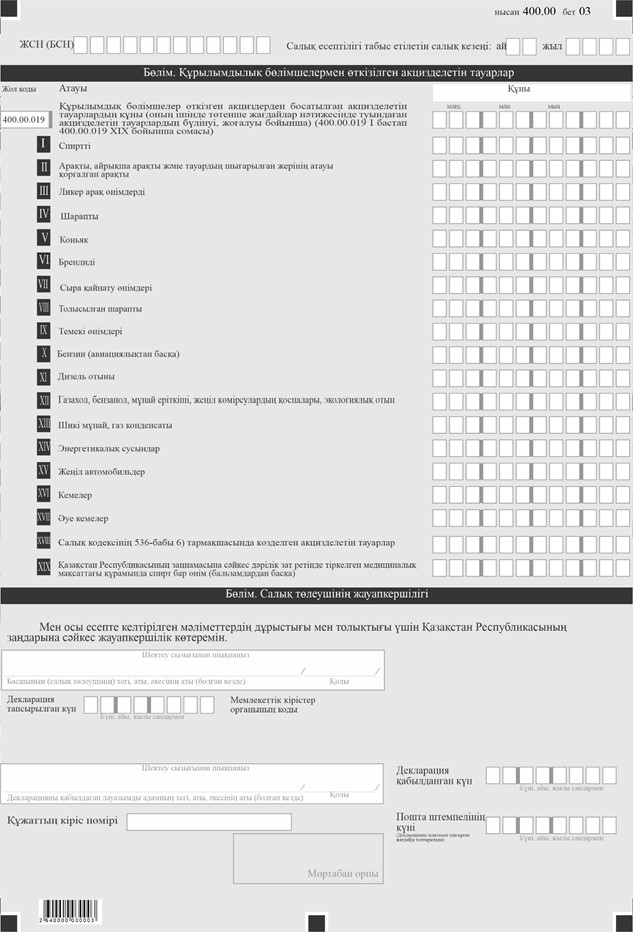 нысан 400,00 бет 03
ЖСН (БСН)
Салық есептілігі табыс етілетін салық кезеңі: ай жыл
Бөлім. Құрылымдылық бөлімшелермен өткізілген акцизделетін тауарлар
Жол коды Атауы Құны
Құрылымдық бөлімшелер өткізген акциздерден босатылған акцизделетін
тауарлардың құны (оның ішінде төтенше жағдайлар нәтижесінде туындаған
акцизделетін тауарлардың бүлінуі, жоғалуы бойынша) (400.00.019 I бастап
400.00.019 XIX бойынша сомасы)
400.00.019
млрд млн мың
I Спиртті
II Арақты, айрықша арақты және тауардың шығарылған жерінің атауы
қорғалған арақты
III Ликер арақ өнімдерді
IV Шарапты
V Коньяк
VI Брендиді
VII Сыра қайнату өнімдері
VIII Толысылған шарапты
IX Темекі өнімдері
X Бензин (авиациялықтан басқа)
XI Дизель отыны
XII Газахол, бензанол, мұнай еріткіші, жеңіл көмірсулардың қоспалары, экологиялық отын
XIII Шикі мұнай, газ конденсаты
XIV Энергетикалық сусындар
XV Жеңіл автомобильдер
XVI Кемелер
XVII Әуе кемелер
XVIII Салық кодексінің 536-бабы 6) тармақшасында көзделген акцизделетін тауарлар
XIX Қазақстан Республикасының заңнамасына сәйкес дәрілік зат ретінде тіркелген медициналық
мақсаттағы құрамында спирт бар өнім (бальзамдардан басқа)
Бөлім. Салық төлеушінің жауапкершілігі
Мен осы есепте келтірілген мәліметтердің дұрыстығы мен толықтығы үшін Қазақстан Республикасының
заңдарына сәйкес жауапкершілік көтеремін.
Шектеу сызығынан шықпаңыз
/ /
Басшының (салық төлеушінің) тегі, аты, әкесінің аты (болған кезде) Қолы
Декларация
тапсырылған күн
Күні, айы, жылы сандармен
Мемлекеттік кірістер
органының коды
Шектеу сызығынан шықпаңыз
/ /
Декларацияны қабылдаған лауазымды адамның тегі, аты, әкесінің аты (болған кезде) Қолы
Декларация
қабылданған күн
Күні, айы, жылы сандармен
Құжаттың кіріс нөмірі
Пошта штемпелінің
күні
Күні, айы, жылы сандармен
Мөртабан орны
2 640000 030003